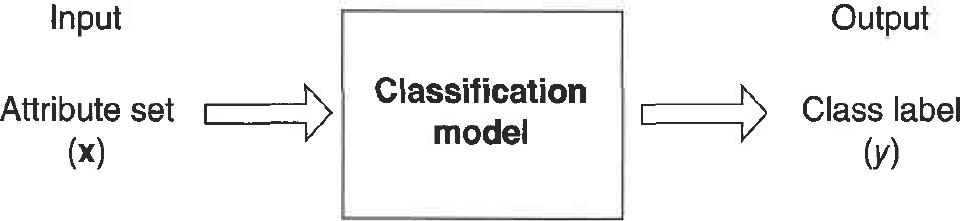 Input
Attribute set
(x)
Classification
model
Output
Class label
(y)